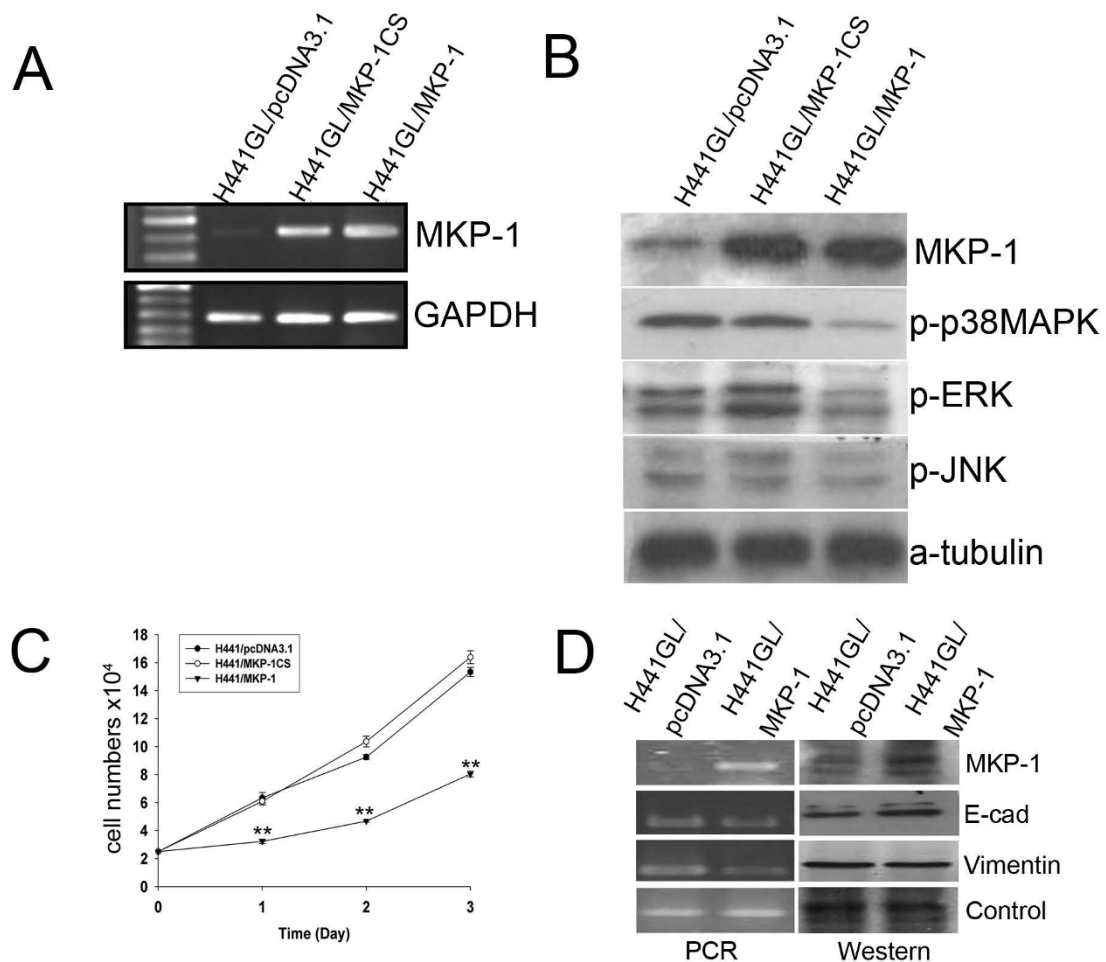 A
H441GL/pcDNA3.1
H441GL/MKP-1CS
H441GL/MKP-1
MKP-1
GAPDH
B
H441GL/pcDNA3.1
H441GL/MKP-1CS
H441GL/MKP-1
MKP-1
p-p38MAPK
p-ERK
p-JNK
a-tubulin
C
H441/pcDNA3.1
H441/MKP-1CS
H441/MKP-1
cell numbers x10⁴
18
16
14
12
10
8
6
4
2
0
**
**
**
0 1 2 3
Time (Day)
D
H441GL/
pcDNA3.1
H441GL/
MKP-1
H441GL/
pcDNA3.1
H441GL/
MKP-1
MKP-1
E-cad
Vimentin
Control
PCR Western